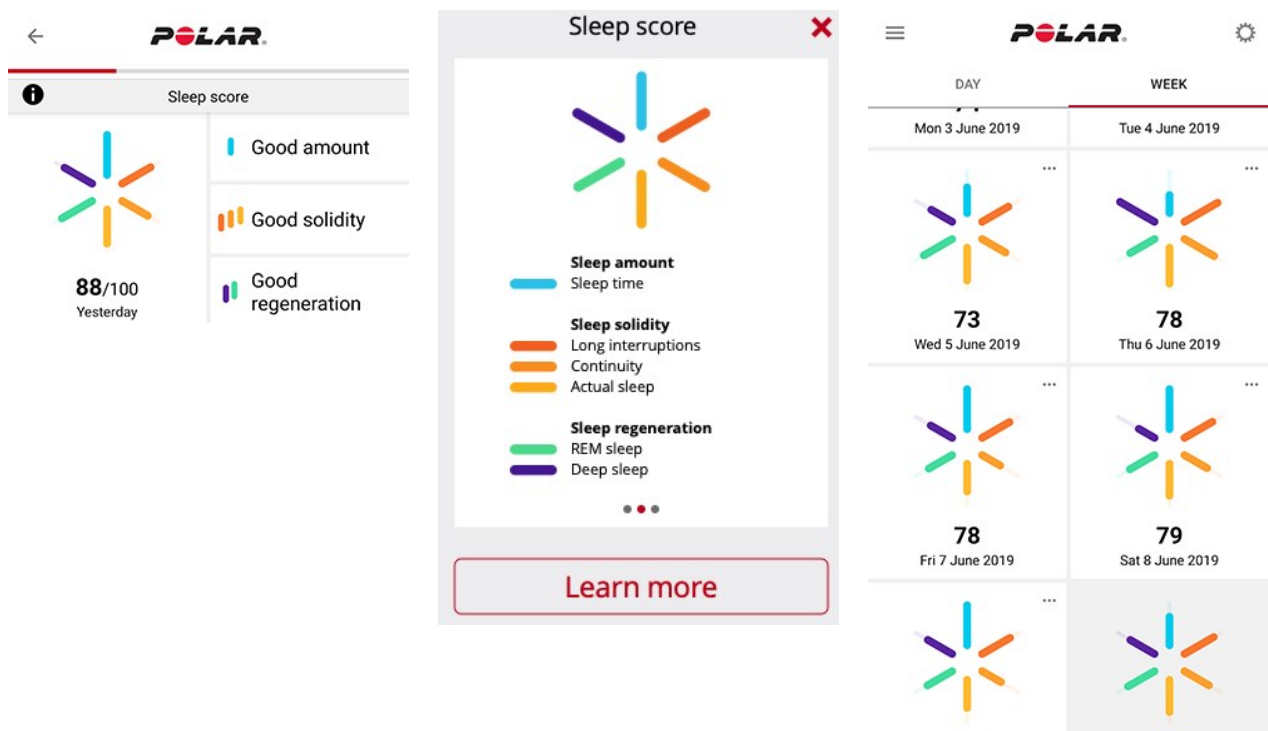 POLAR.
Sleep score
Good amount
Good solidity
Good
regeneration
88/100
Yesterday
Sleep score
Sleep amount
Sleep time
Sleep solidity
Long interruptions
Continuity
Actual sleep
Sleep regeneration
REM sleep
Deep sleep
Learn more
POLAR.
DAY WEEK
Mon 3 June 2019 Tue 4 June 2019
73 78
Wed 5 June 2019 Thu 6 June 2019
78 79
Fri 7 June 2019 Sat 8 June 2019